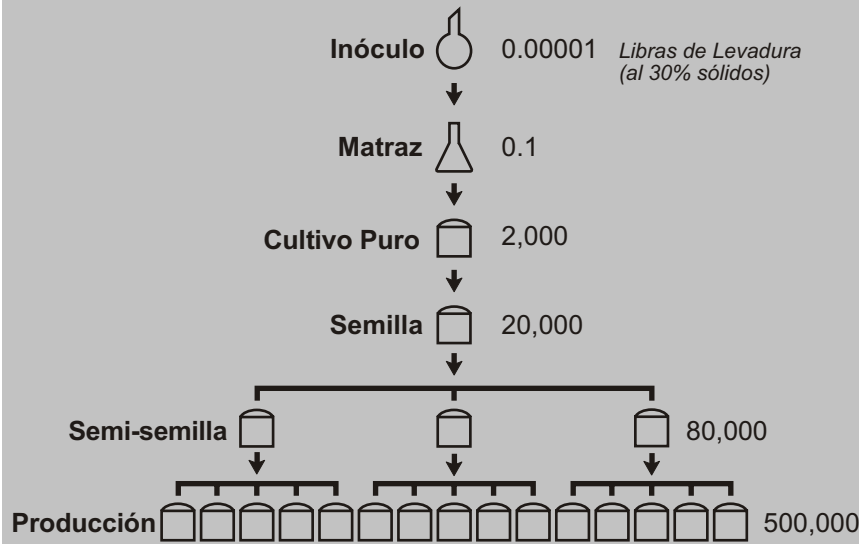 Inóculo 0.00001 Libras de Levadura
(al 30% sólidos)
Matraz 0.1
Cultivo Puro 2,000
Semilla 20,000
Semi-semilla 80,000
Producción 500,000